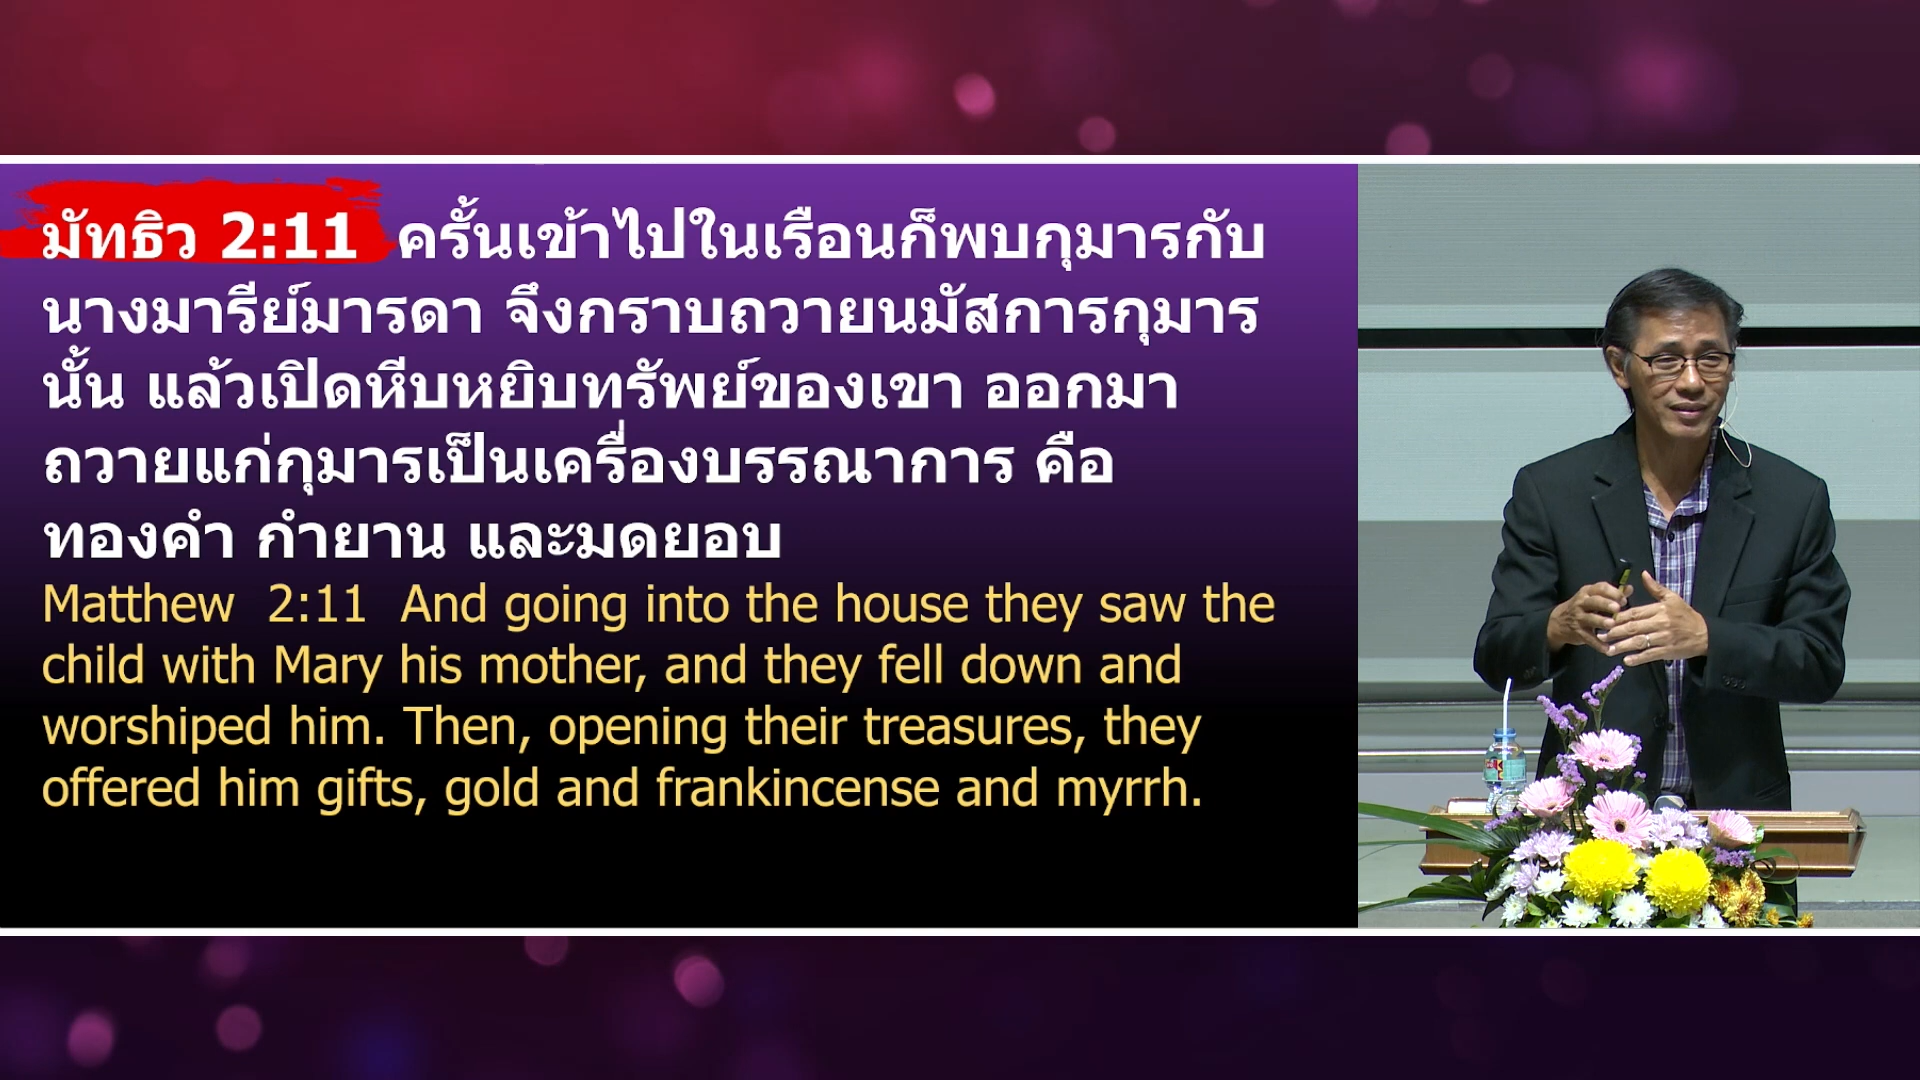 มัทธิว 2:11 ครั้นเข้าไปในเรือนก็พบกุมารกับ
นางมารีย์มารดา จึงกราบถวายนมัสการกุมาร
นั้น แล้วเปิดหีบหยิบทรัพย์ของเขา ออกมา
ถวายแก่กุมารเป็นเครื่องบรรณาการ คือ
ทองคำ กำยาน และมดยอบ
Matthew 2:11 And going into the house they saw the
child with Mary his mother, and they fell down and
worshiped him. Then, opening their treasures, they
offered him gifts, gold and frankincense and myrrh.